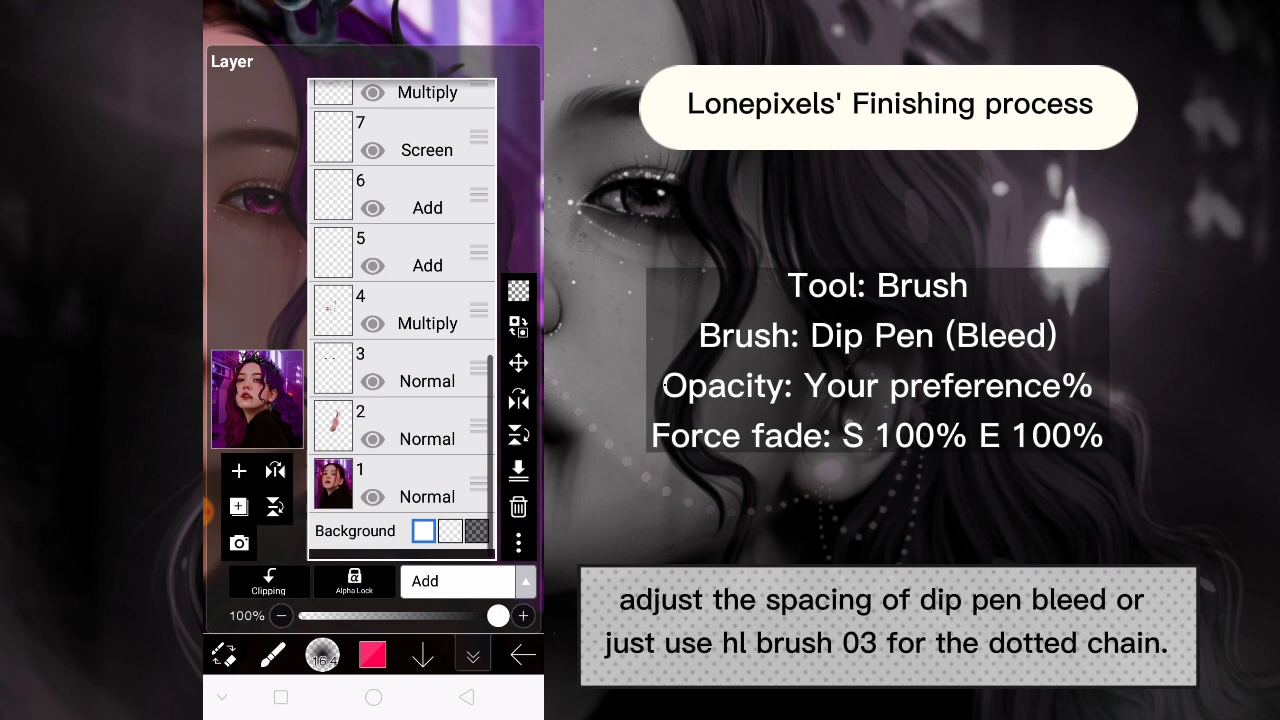 Layer
Multiply
7
Screen
6
Add
5
Add
4
Multiply
3
Normal
2
Normal
1
Normal
Background
Clipping
α
Alpha Lock
Add
100%
16.4
Lonepixels' Finishing process
Tool: Brush
Brush: Dip Pen (Bleed)
Opacity: Your preference%
Force fade: S 100% E 100%
adjust the spacing of dip pen bleed or
just use hl brush 03 for the dotted chain.